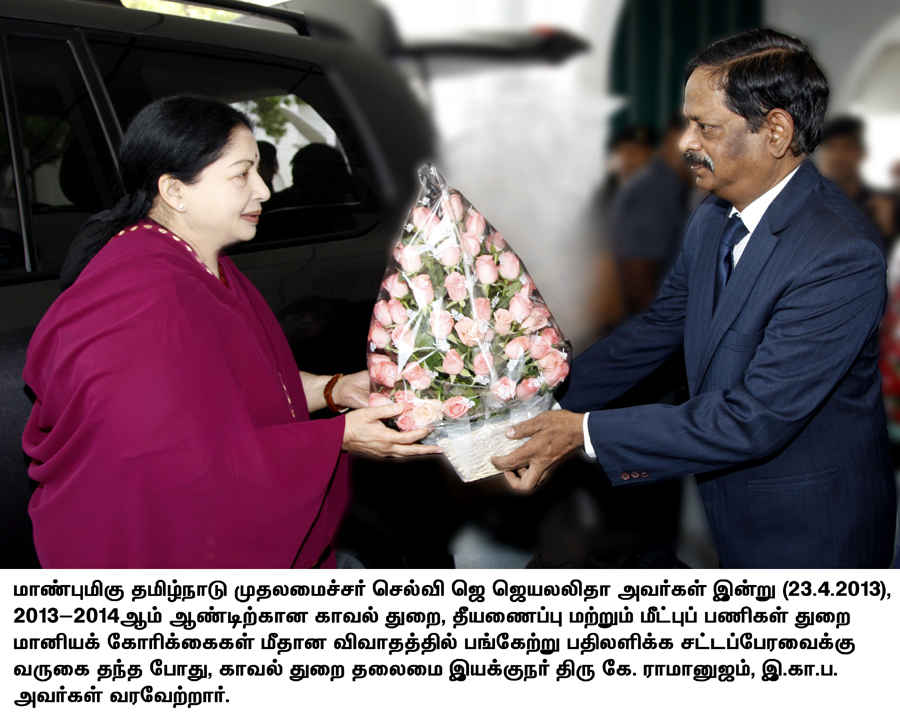 மாண்புமிகு தமிழ்நாடு முதலமைச்சர் செல்வி ஜெ ஜெயலலிதா அவர்கள் இன்று (23.4.2013),
2013–2014ஆம் ஆண்டிற்கான காவல் துறை, தீயணைப்பு மற்றும் மீட்புப் பணிகள் துறை
மானியக் கோரிக்கைகள் மீதான விவாதத்தில் பங்கேற்று பதிலளிக்க சட்டப்பேரவைக்கு
வருகை தந்த போது, காவல் துறை தலைமை இயக்குநர் திரு கே. ராமானுஜம், இ.கா.ப.
அவர்கள் வரவேற்றார்.